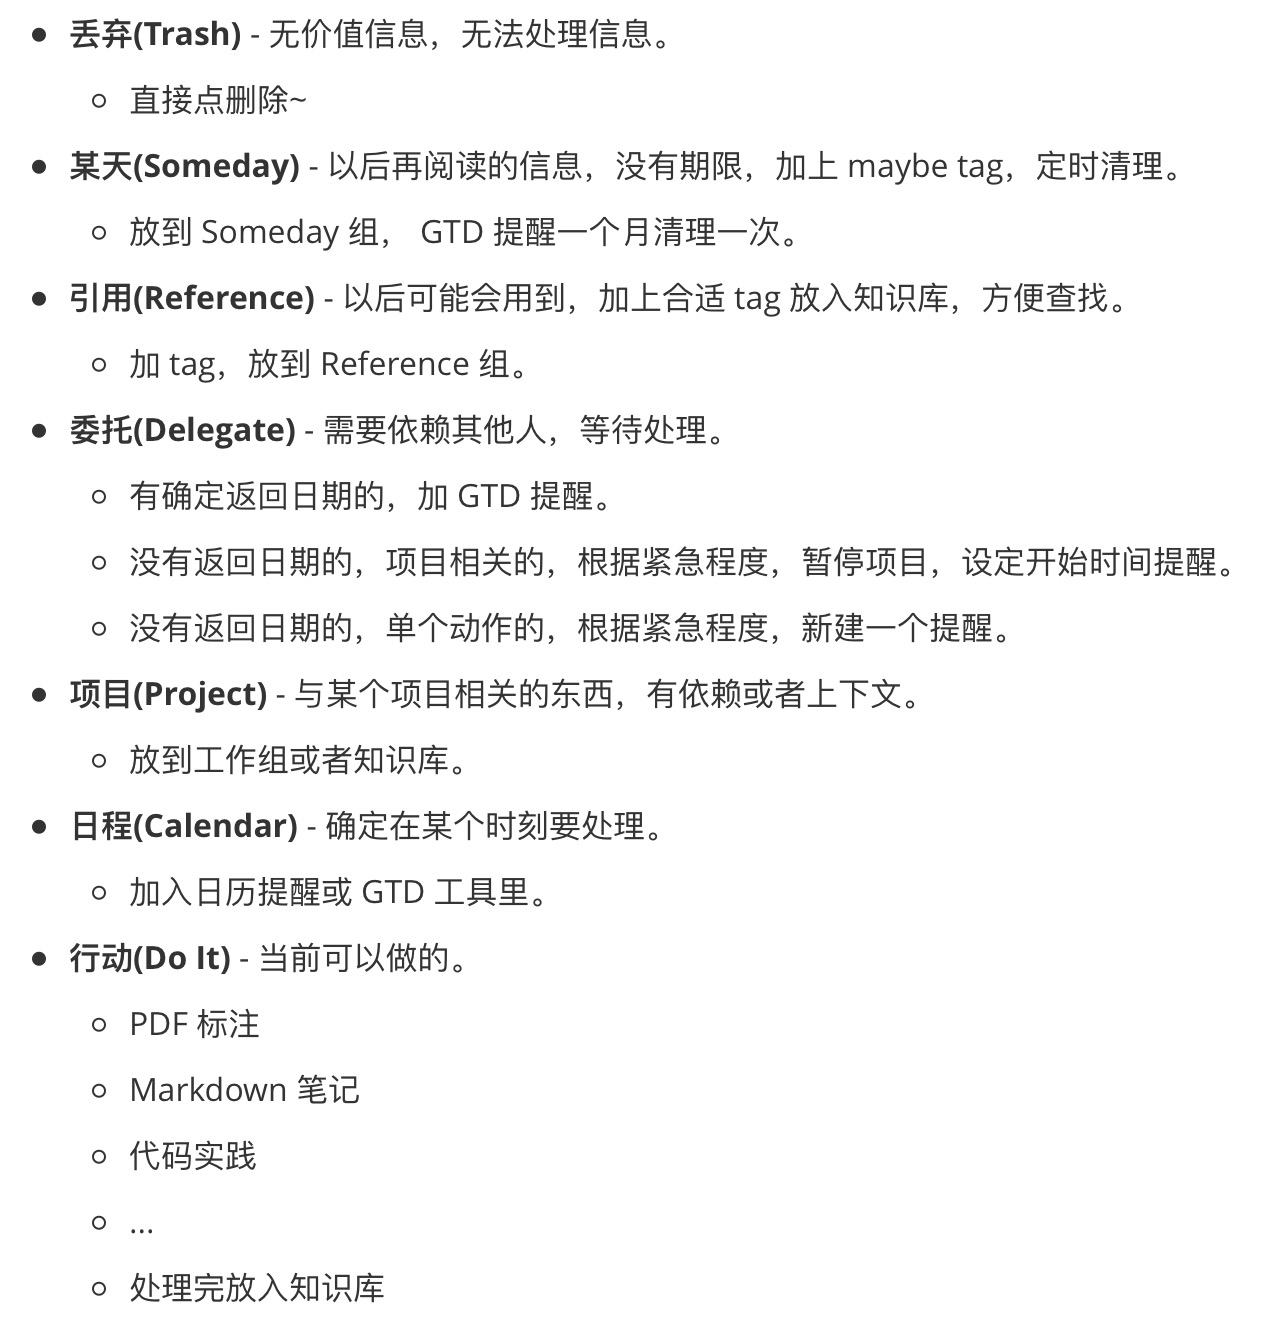 • 丢弃(Trash) - 无价值信息，无法处理信息。
◦ 直接点删除~
• 某天(Someday) - 以后再阅读的信息，没有期限，加上 maybe tag，定时清理。
◦ 放到 Someday 组， GTD 提醒一个月清理一次。
• 引用(Reference) - 以后可能会用到，加上合适 tag 放入知识库，方便查找。
◦ 加 tag，放到 Reference 组。
• 委托(Delegate) - 需要依赖其他人，等待处理。
◦ 有确定返回日期的，加 GTD 提醒。
◦ 没有返回日期的，项目相关的，根据紧急程度，暂停项目，设定开始时间提醒。
◦ 没有返回日期的，单个动作的，根据紧急程度，新建一个提醒。
• 项目(Project) - 与某个项目相关的东西，有依赖或者上下文。
◦ 放到工作组或者知识库。
• 日程(Calendar) - 确定在某个时刻要处理。
◦ 加入日历提醒或 GTD 工具里。
• 行动(Do It) - 当前可以做的。
◦ PDF 标注
◦ Markdown 笔记
◦ 代码实践
◦ ...
◦ 处理完放入知识库